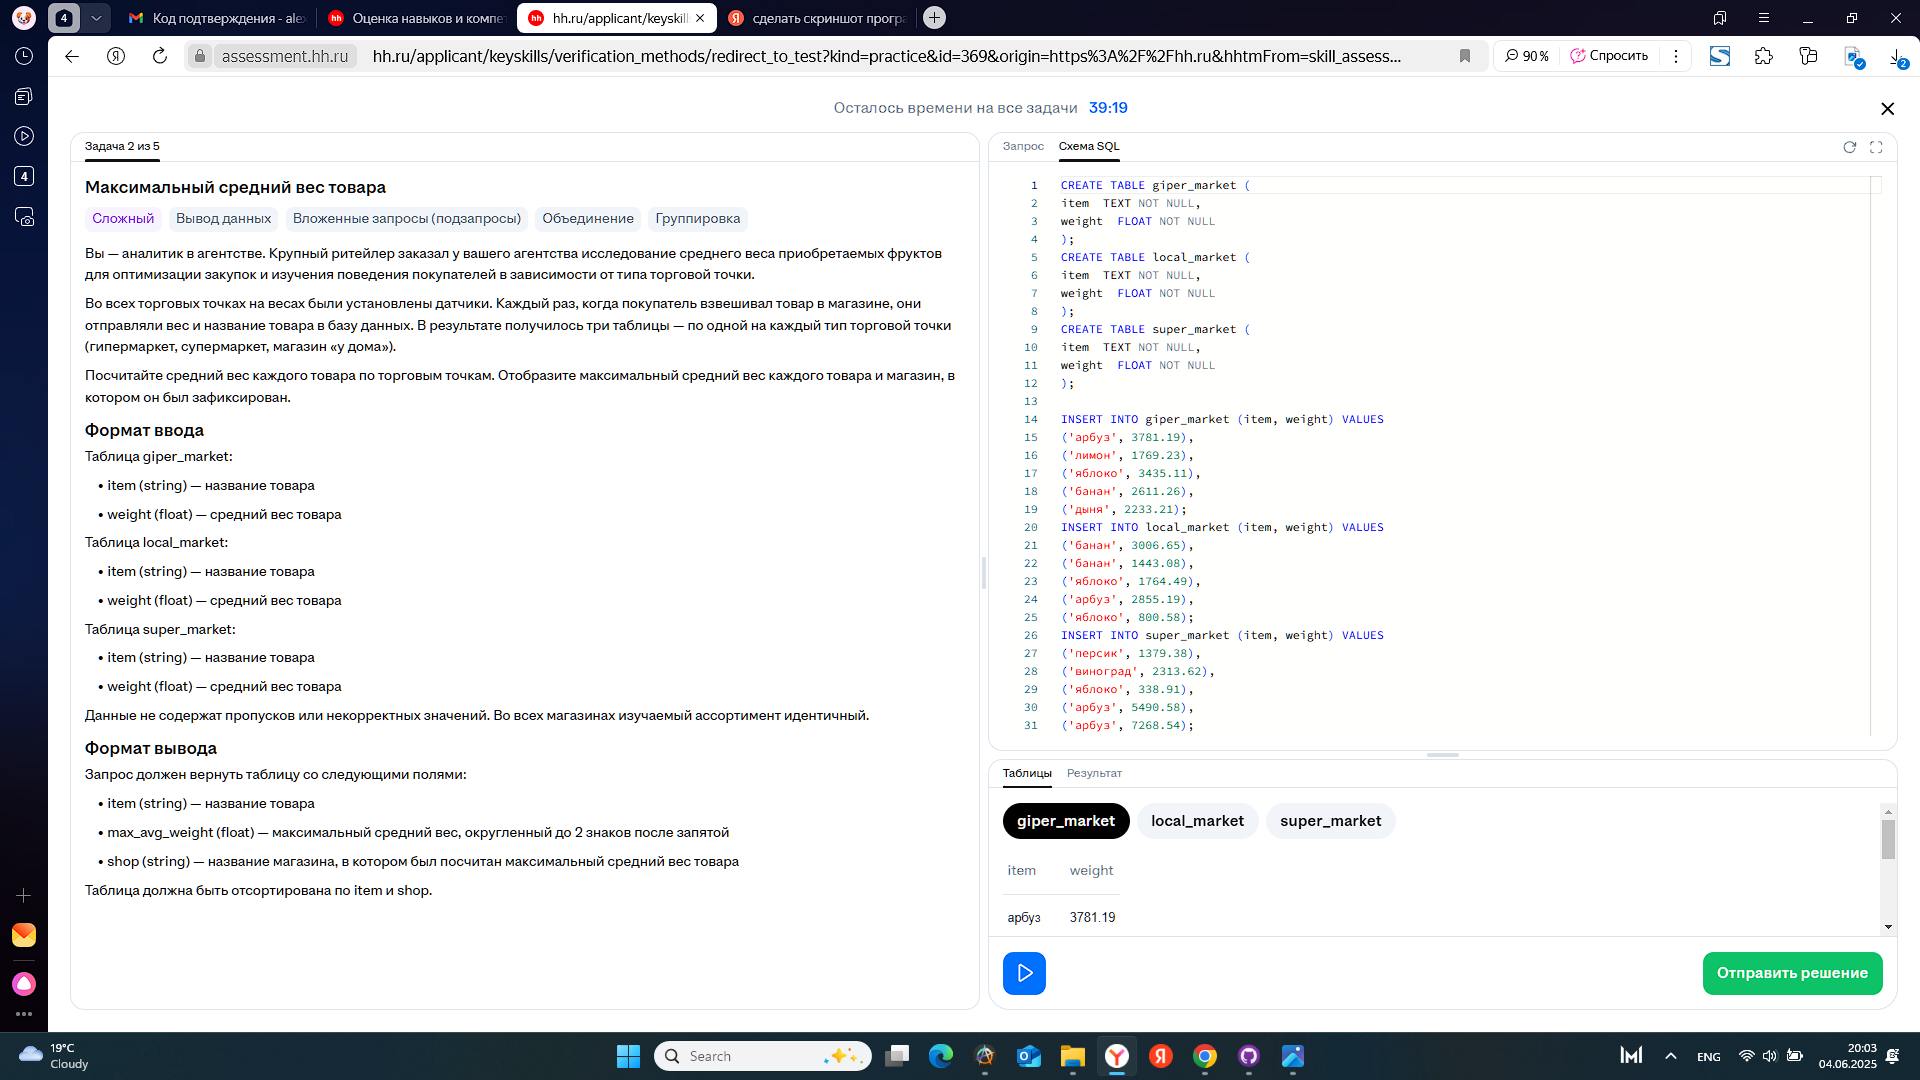 4
Код подтверждения - ale
Оценка навыков и компе
hh.ru/applicant/keyskill
сделать скриншот прогр
assessment.hh.ru
hh.ru/applicant/keyskills/verification_methods/redirect_to_test?kind=practice&id=369&origin=https%3A%2F%2Fhh.ru&hhtmFrom=skill_assess...
90 %
Спросить
2
4
Осталось времени на все задачи 39:19
Задача 2 из 5
Максимальный средний вес товара
Сложный
Вывод данных
Вложенные запросы (подзапросы)
Объединение
Группировка
Вы — аналитик в агентстве. Крупный ритейлер заказал у вашего агентства исследование среднего веса приобретаемых фруктов
для оптимизации закупок и изучения поведения покупателей в зависимости от типа торговой точки.
Во всех торговых точках на весах были установлены датчики. Каждый раз, когда покупатель взвешивал товар в магазине, они
отправляли вес и название товара в базу данных. В результате получилось три таблицы — по одной на каждый тип торговой точки
(гипермаркет, супермаркет, магазин «у дома»).
Посчитайте средний вес каждого товара по торговым точкам. Отобразите максимальный средний вес каждого товара и магазин, в
котором он был зафиксирован.
Формат ввода
Таблица giper_market:
• item (string) — название товара
• weight (float) — средний вес товара
Таблица local_market:
• item (string) — название товара
• weight (float) — средний вес товара
Таблица super_market:
• item (string) — название товара
• weight (float) — средний вес товара
Данные не содержат пропусков или некорректных значений. Во всех магазинах изучаемый ассортимент идентичный.
Формат вывода
Запрос должен вернуть таблицу со следующими полями:
• item (string) — название товара
• max_avg_weight (float) — максимальный средний вес, округленный до 2 знаков после запятой
• shop (string) — название магазина, в котором был посчитан максимальный средний вес товара
Таблица должна быть отсортирована по item и shop.
Запрос
Схема SQL
1 CREATE TABLE giper_market (
2 item  TEXT NOT NULL,
3 weight  FLOAT NOT NULL
4 );
5 CREATE TABLE local_market (
6 item  TEXT NOT NULL,
7 weight  FLOAT NOT NULL
8 );
9 CREATE TABLE super_market (
10 item  TEXT NOT NULL,
11 weight  FLOAT NOT NULL
12 );
13
14 INSERT INTO giper_market (item, weight) VALUES
15 ('арбуз', 3781.19),
16 ('лимон', 1769.23),
17 ('яблоко', 3435.11),
18 ('банан', 2611.26),
19 ('дыня', 2233.21);
20 INSERT INTO local_market (item, weight) VALUES
21 ('банан', 3006.65),
22 ('банан', 1443.08),
23 ('яблоко', 1764.49),
24 ('арбуз', 2855.19),
25 ('яблоко', 800.58);
26 INSERT INTO super_market (item, weight) VALUES
27 ('персик', 1379.38),
28 ('виноград', 2313.62),
29 ('яблоко', 338.91),
30 ('арбуз', 5490.58),
31 ('арбуз', 7268.54);
Таблицы
Результат
giper_market
local_market
super_market
item weight
арбуз 3781.19
Отправить решение
19°C
Cloudy
Search
ENG
20:03
04.06.2025